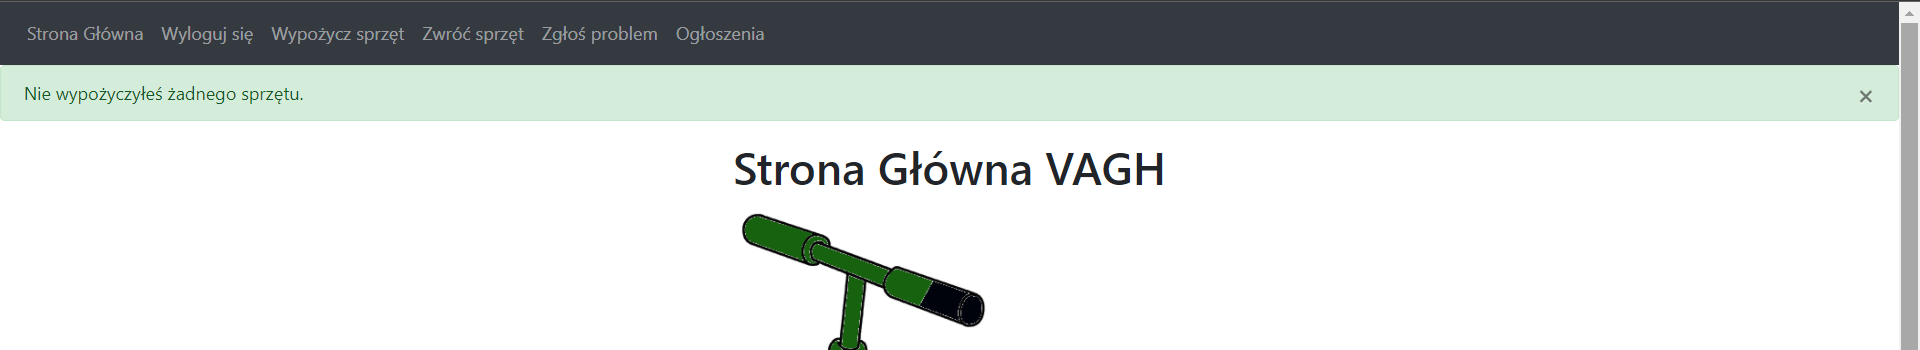 Strona Główna Wyloguj się Wypożycz sprzęt Zwróć sprzęt Zgłoś problem Ogłoszenia
Nie wypożyczyłeś żadnego sprzętu. ×
Strona Główna VAGH